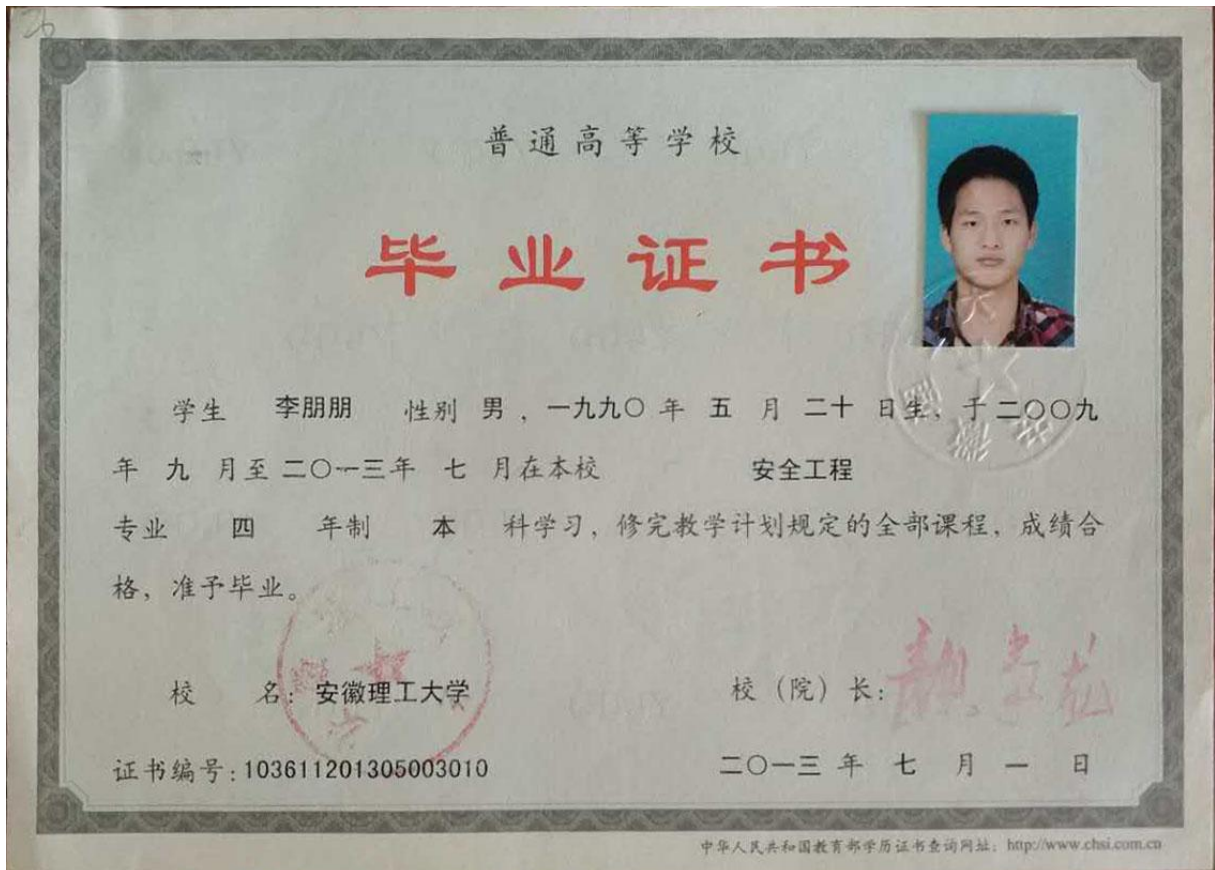 26
普通高等学校
毕业证书
学生 李朋朋 性别 男，一九九〇年 五 月 二十 日生，于二〇〇九
年 九 月至二〇一三年 七 月在本校 安全工程
专业 四 年制 本 科学习，修完教学计划规定的全部课程，成绩合
格，准予毕业。
校 名：安徽理工大学 校（院）长：
证书编号：103611201305003010 二〇一三 年 七 月 一 日
中华人民共和国教育部学历证书查询网址：http://www.chsi.com.cn